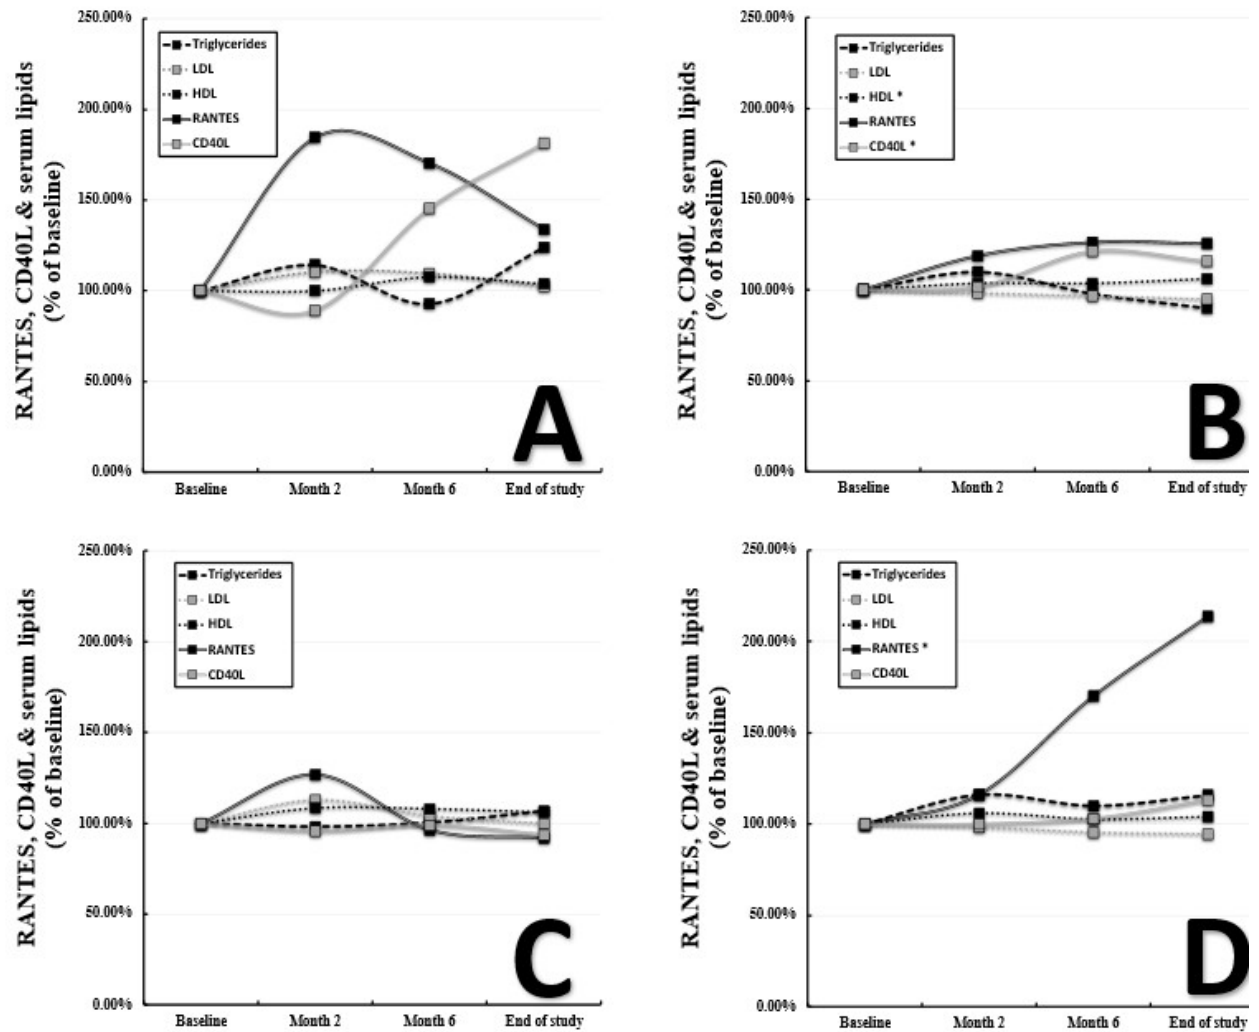 RANTES, CD40L & serum lipids
(% of baseline)
250.00%
200.00%
150.00%
100.00%
50.00%
0.00%
Triglycerides
LDL
HDL
RANTES
CD40L
Baseline
Month 2
Month 6
End of study
A
RANTES, CD40L & serum lipids
(% of baseline)
250.00%
200.00%
150.00%
100.00%
50.00%
0.00%
Triglycerides
LDL
HDL *
RANTES
CD40L *
Baseline
Month 2
Month 6
End of study
B
RANTES, CD40L & serum lipids
(% of baseline)
250.00%
200.00%
150.00%
100.00%
50.00%
0.00%
Triglycerides
LDL
HDL
RANTES
CD40L
Baseline
Month 2
Month 6
End of study
C
RANTES, CD40L & serum lipids
(% of baseline)
250.00%
200.00%
150.00%
100.00%
50.00%
0.00%
Triglycerides
LDL
HDL
RANTES *
CD40L
Baseline
Month 2
Month 6
End of study
D